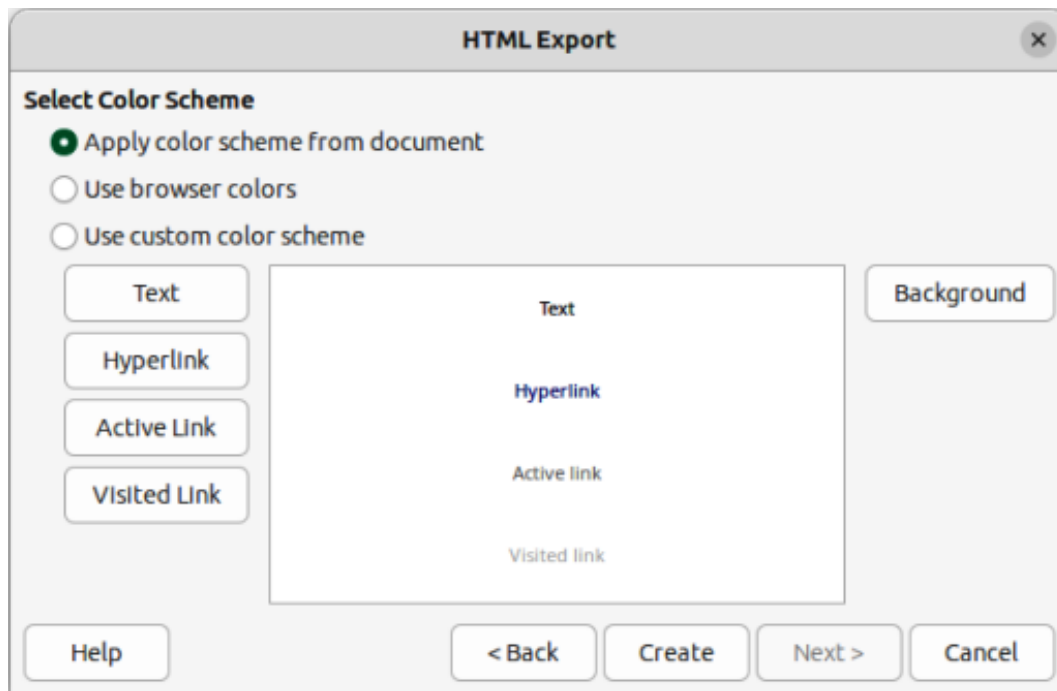 HTML Export
Select Color Scheme
Apply color scheme from document
Use browser colors
Use custom color scheme
Text
Hyperlink
Active Link
Visited Link
Text
Hyperlink
Active link
Visited link
Background
Help
< Back
Create
Next >
Cancel